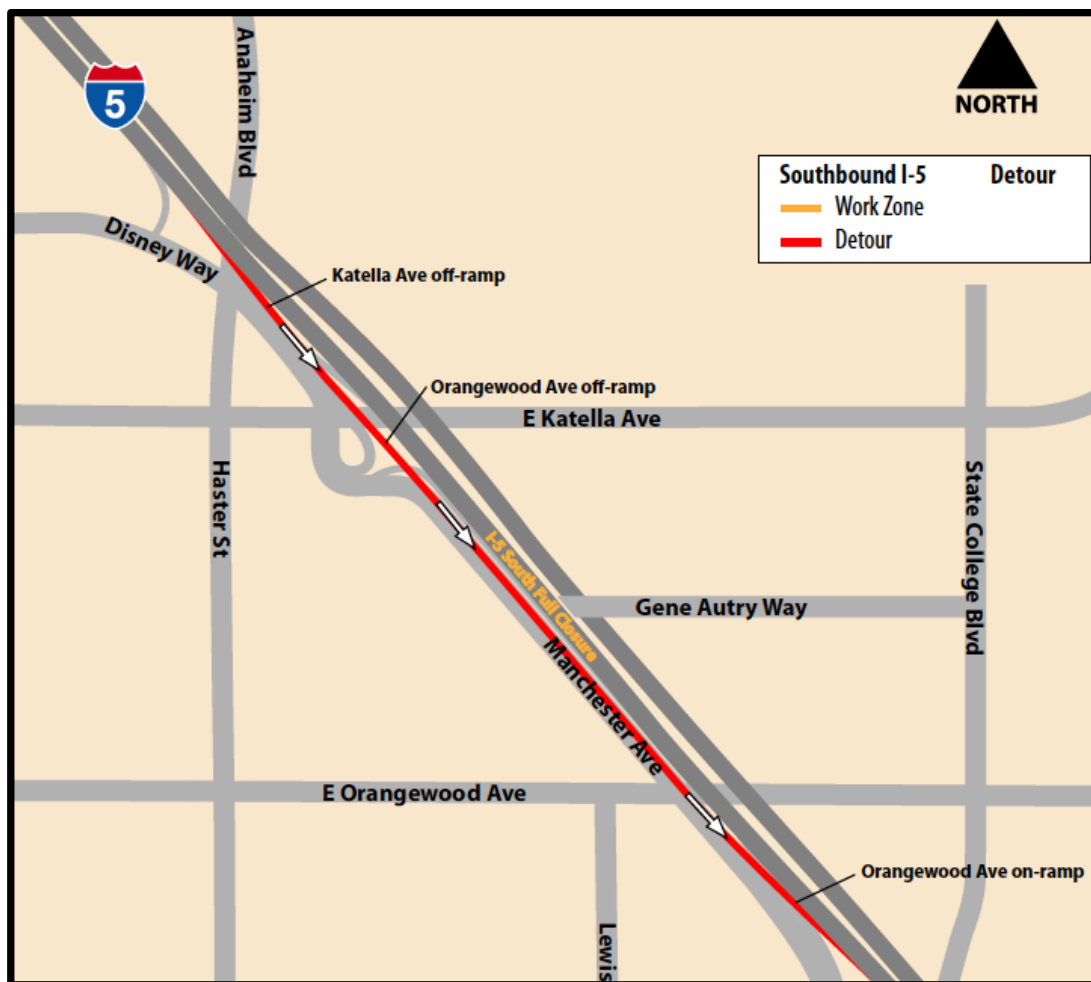 5
Anaheim Blvd
NORTH
Southbound I-5 Detour
Work Zone
Detour
Disney Way
Katella Ave off-ramp
Orangewood Ave off-ramp
E Katella Ave
Haster St
State College Blvd
I-5 South Full Closure
Gene Autry Way
Manchester Ave
E Orangewood Ave
Orangewood Ave on-ramp
Lewis